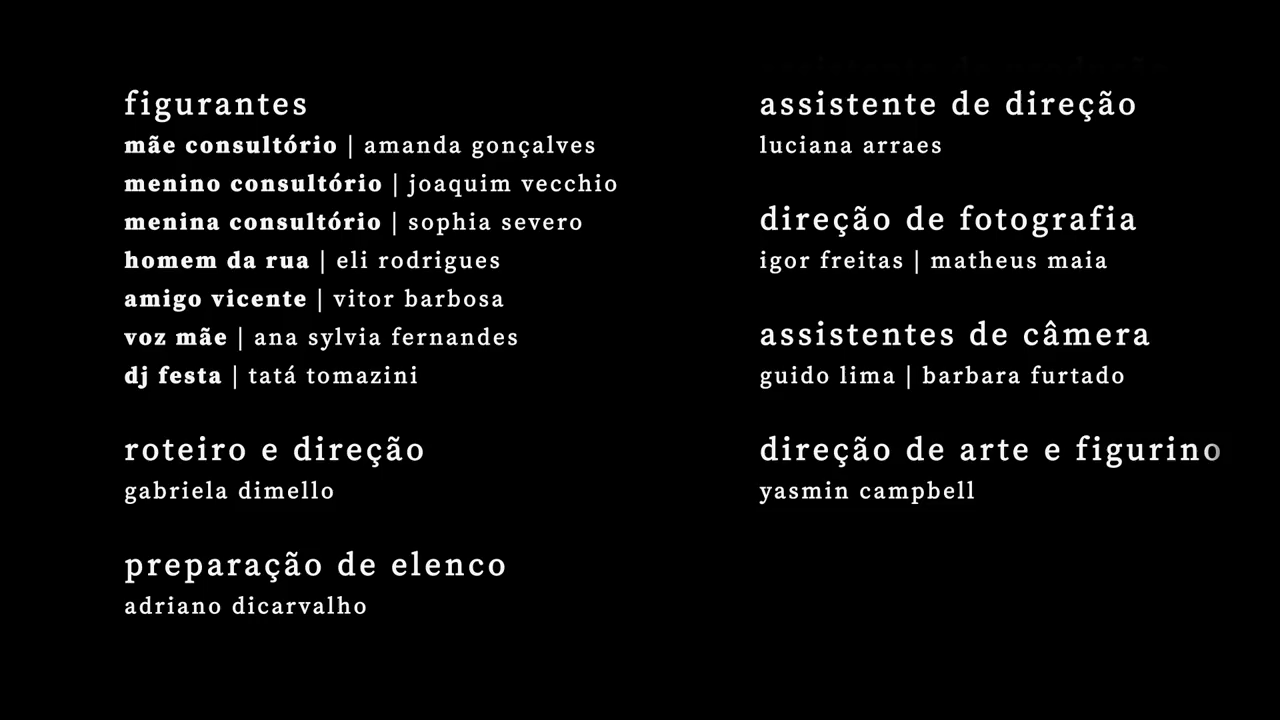 figurantes
mãe consultório | amanda gonçalves
menino consultório | joaquim vecchio
menina consultório | sophia severo
homem da rua | eli rodrigues
amigo vicente | vitor barbosa
voz mãe | ana sylvia fernandes
dj festa | tatá tomazini
roteiro e direção
gabriela dimello
preparação de elenco
adriano dicarvalho
assistente de direção
luciana arraes
direção de fotografia
igor freitas | matheus maia
assistentes de câmera
guido lima | barbara furtado
direção de arte e figurino
yasmin campbell